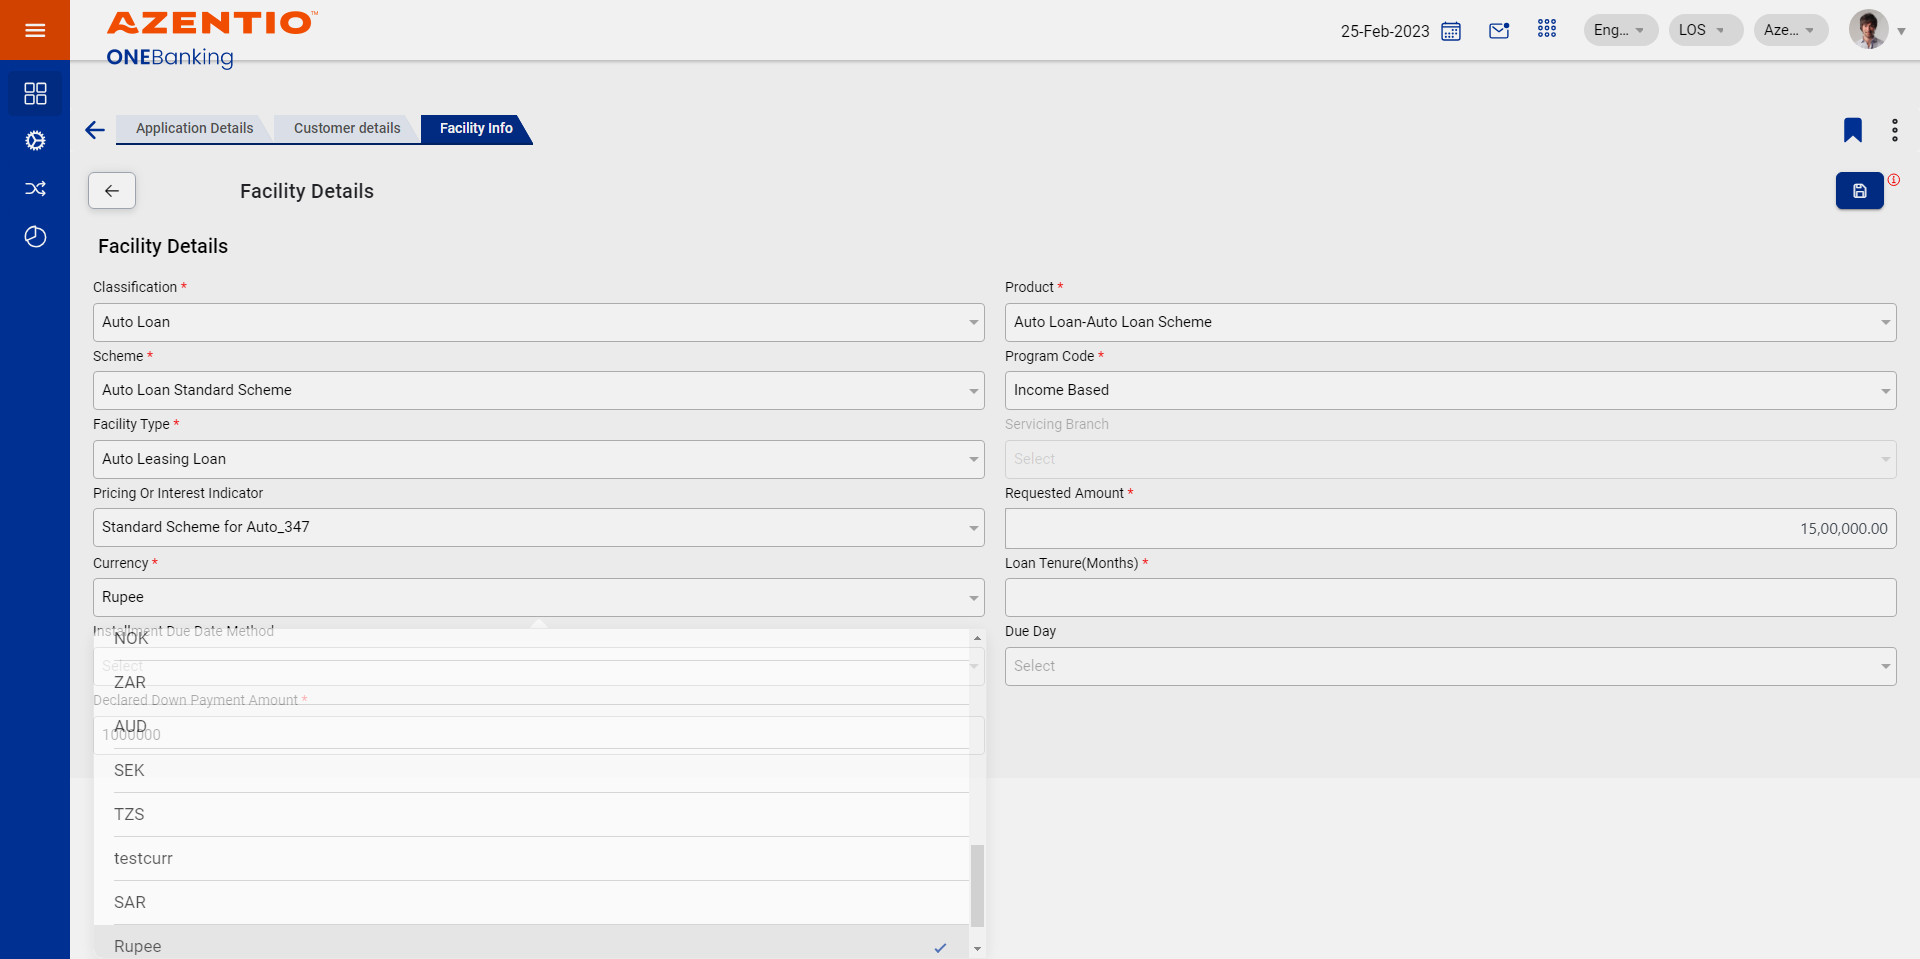 AZENTIO™
ONEBanking
25-Feb-2023
Eng...
LOS
Aze...
Application Details
Customer details
Facility Info
Facility Details
Facility Details
Classification *
Product *
Auto Loan
Auto Loan-Auto Loan Scheme
Scheme *
Program Code *
Auto Loan Standard Scheme
Income Based
Facility Type *
Servicing Branch
Auto Leasing Loan
Select
Pricing Or Interest Indicator
Requested Amount *
Standard Scheme for Auto_347
15,00,000.00
Currency *
Loan Tenure(Months) *
Rupee
Installment Due Date Method
Due Day
NOK
Select
Select
ZAR
Declared Down Payment Amount *
AUD
1000000
SEK
TZS
testcurr
SAR
Rupee